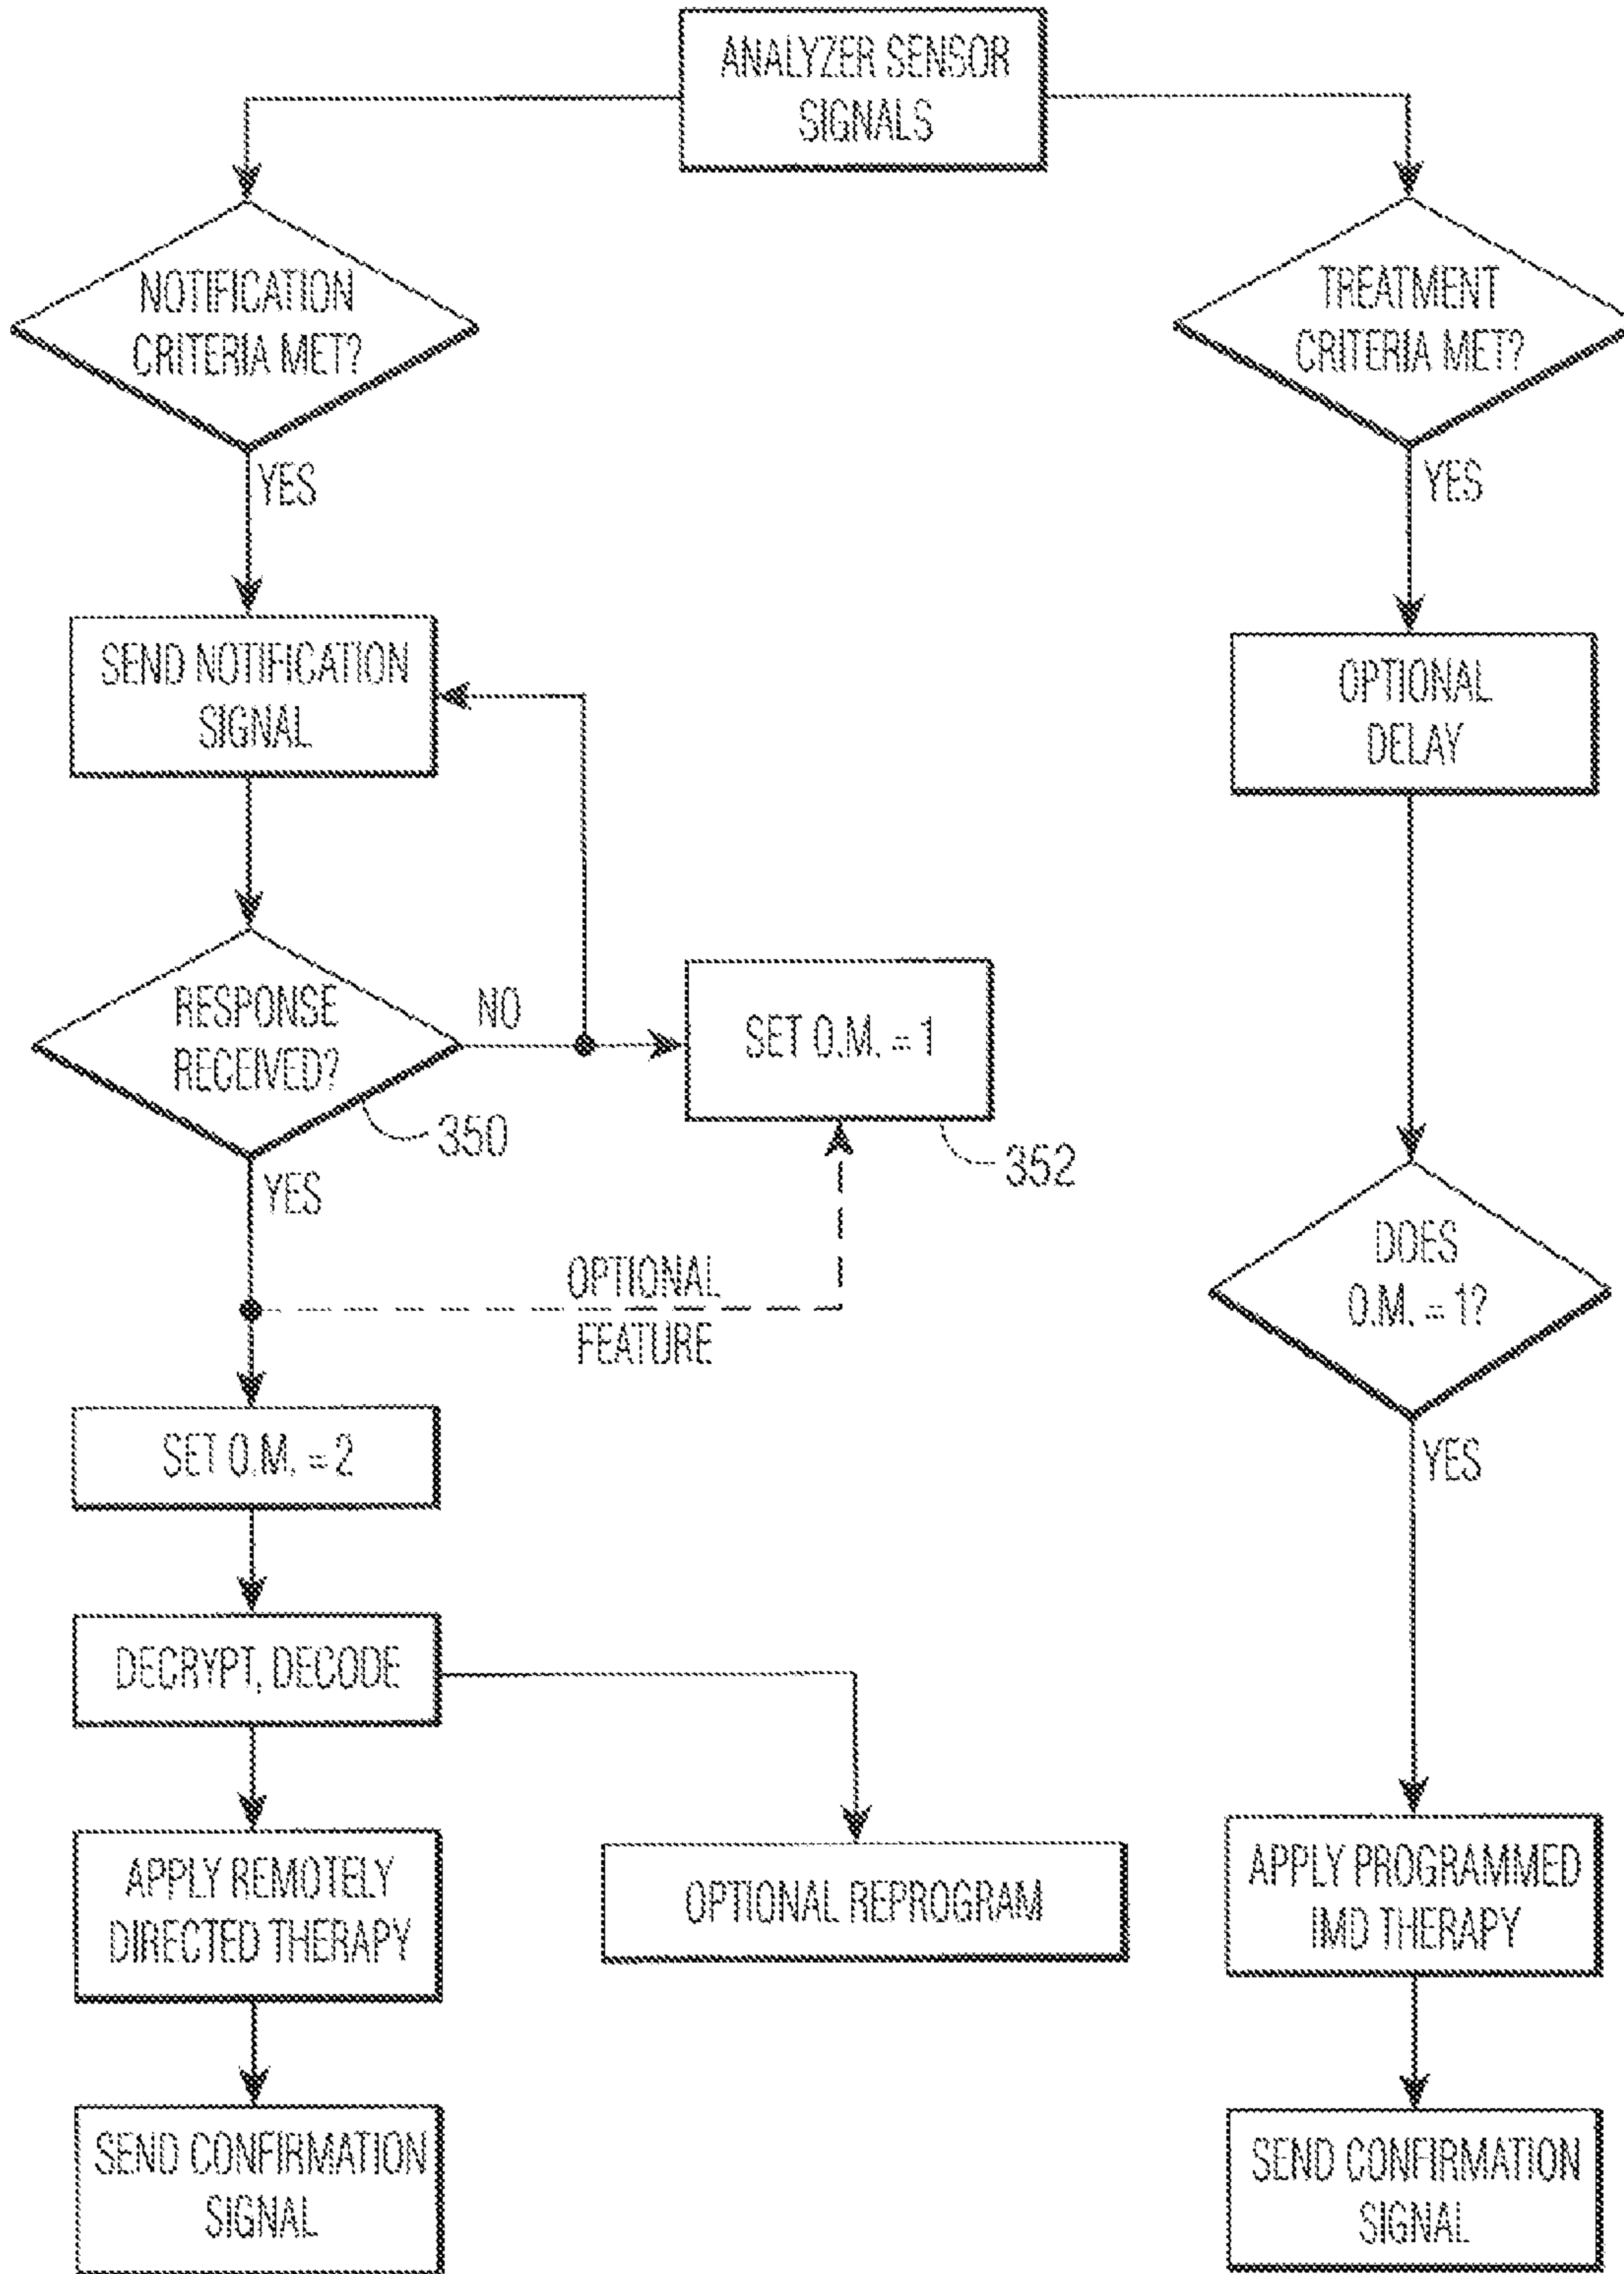 ANALYZER SENSOR
SIGNALS
NOTIFICATION
CRITERIA MET?
TREATMENT
CRITERIA MET?
YES
YES
SEND NOTIFICATION
SIGNAL
OPTIONAL
DELAY
RESPONSE
RECEIVED?
NO
SET O.M. = 1
350
352
YES
OPTIONAL
FEATURE
DOES
O.M. = 1?
SET O.M. = 2
YES
DECRYPT, DECODE
APPLY REMOTELY
DIRECTED THERAPY
OPTIONAL REPROGRAM
APPLY PROGRAMMED
IMD THERAPY
SEND CONFIRMATION
SIGNAL
SEND CONFIRMATION
SIGNAL